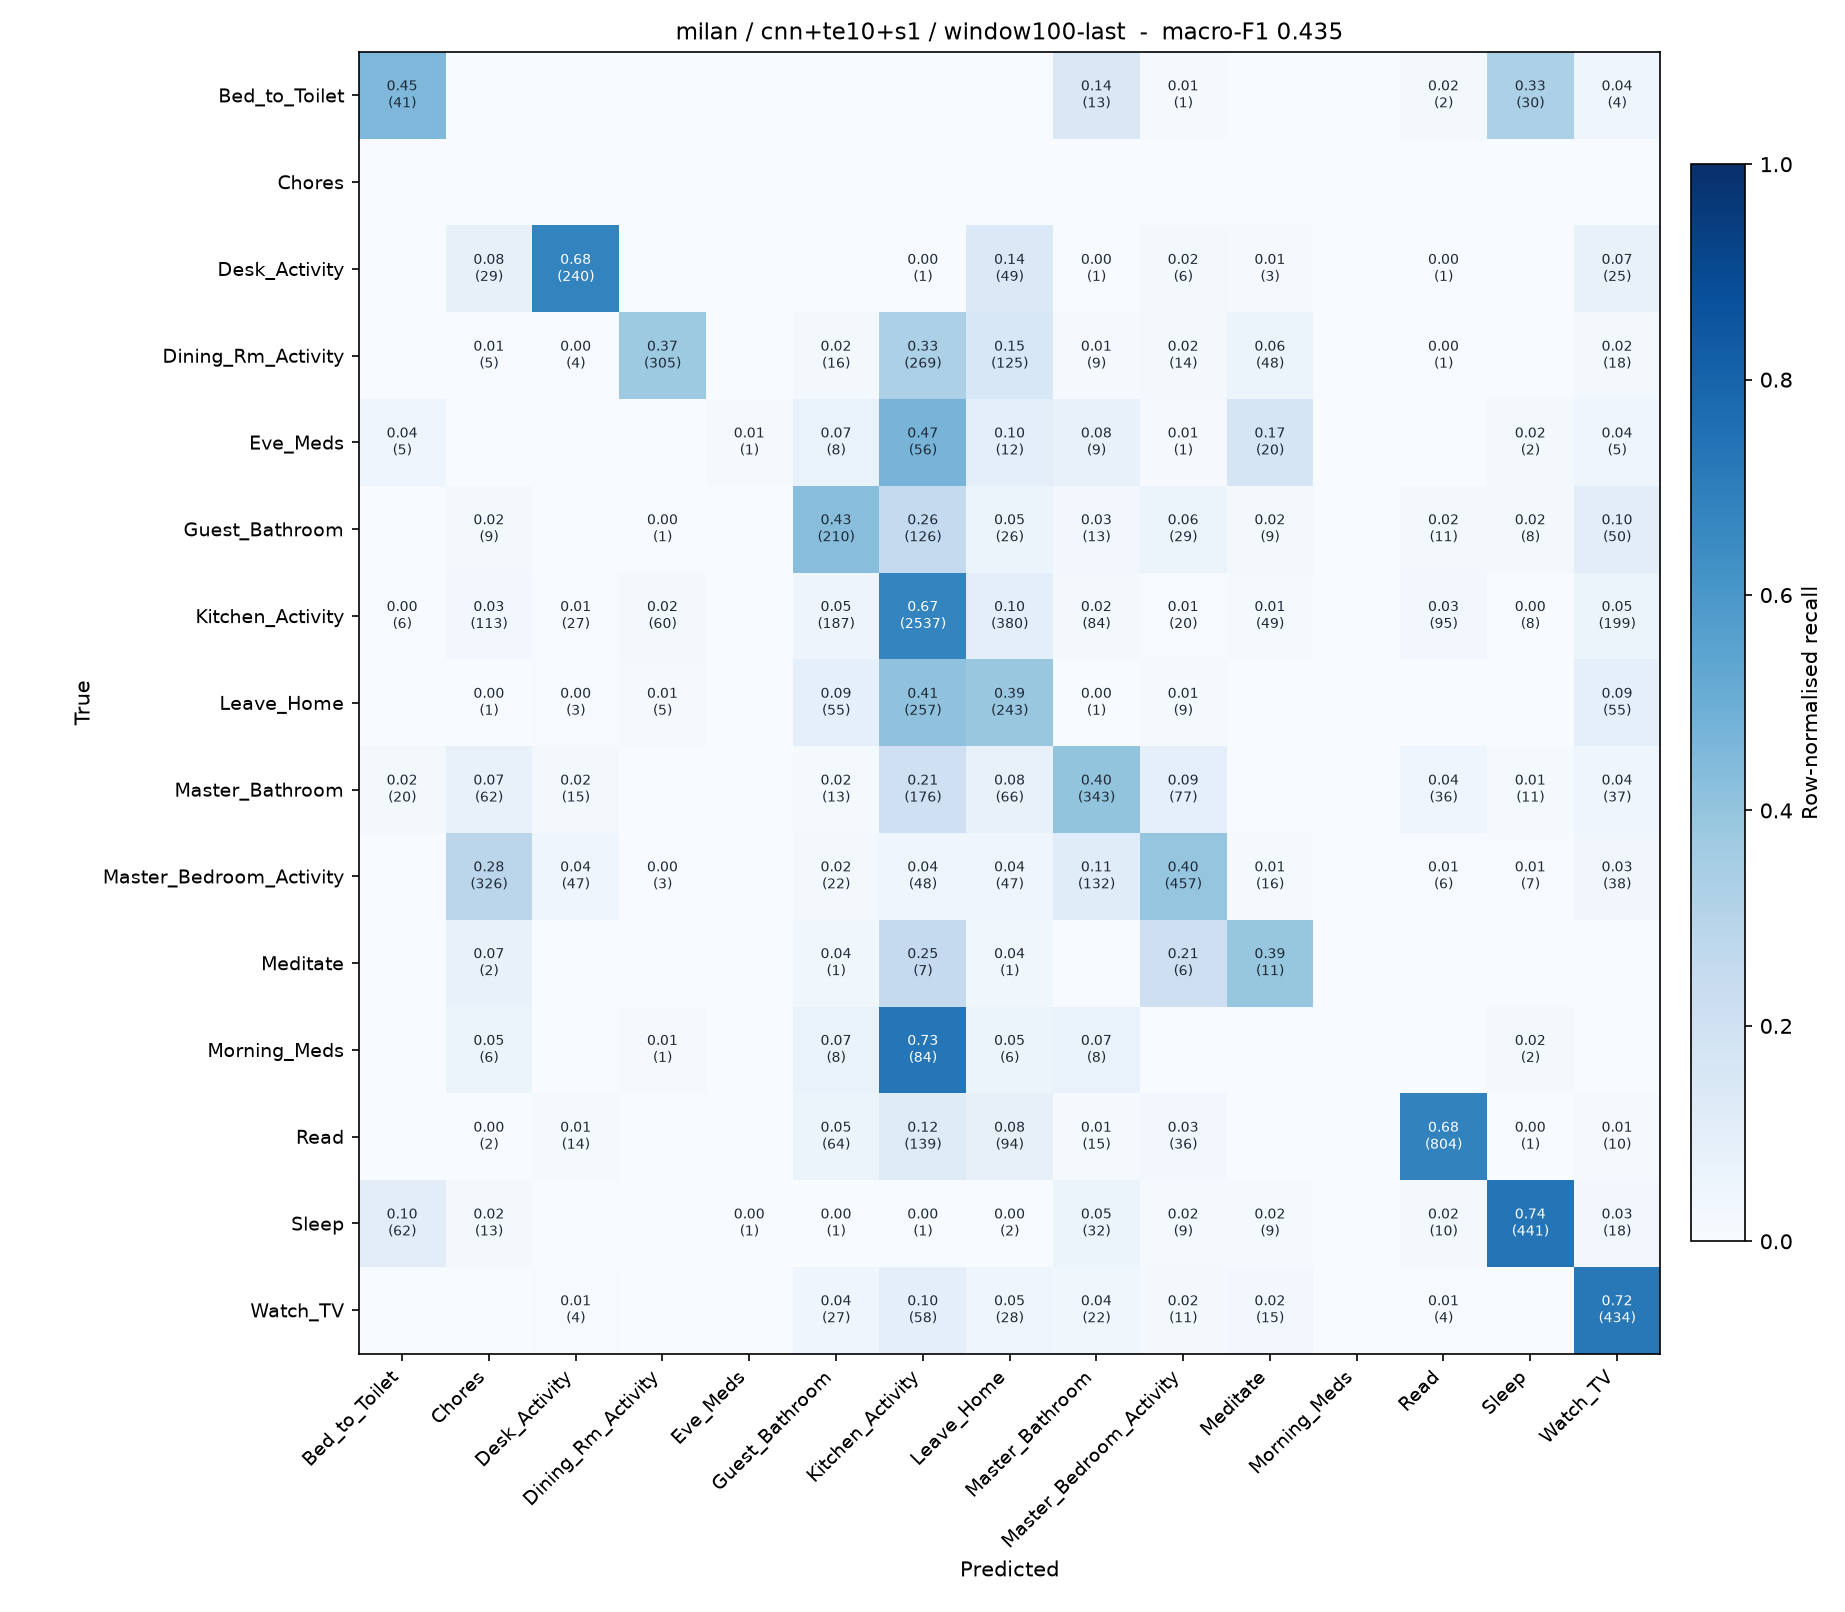 milan / cnn+te10+s1 / window100-last  -  macro-F1 0.435
Bed_to_Toilet
0.45 0.14 0.01 0.02 0.33 0.04
(41) (13) (1) (2) (30) (4)
Chores
Desk_Activity
0.08 0.68 0.00 0.14 0.00 0.02 0.01 0.00 0.07
(29) (240) (1) (49) (1) (6) (3) (1) (25)
Dining_Rm_Activity
0.01 0.00 0.37 0.02 0.33 0.15 0.01 0.02 0.06 0.00 0.02
(5) (4) (305) (16) (269) (125) (9) (14) (48) (1) (18)
Eve_Meds
0.04 0.01 0.07 0.47 0.10 0.08 0.01 0.17 0.02 0.04
(5) (1) (8) (56) (12) (9) (1) (20) (2) (5)
Guest_Bathroom
0.02 0.00 0.43 0.26 0.05 0.03 0.06 0.02 0.02 0.02 0.10
(9) (1) (210) (126) (26) (13) (29) (9) (11) (8) (50)
Kitchen_Activity
0.00 0.03 0.01 0.02 0.05 0.67 0.10 0.02 0.01 0.01 0.03 0.00 0.05
(6) (113) (27) (60) (187) (2537) (380) (84) (20) (49) (95) (8) (199)
Leave_Home
0.00 0.00 0.01 0.09 0.41 0.39 0.00 0.01 0.09
(1) (3) (5) (55) (257) (243) (1) (9) (55)
Master_Bathroom
0.02 0.07 0.02 0.02 0.21 0.08 0.40 0.09 0.04 0.01 0.04
(20) (62) (15) (13) (176) (66) (343) (77) (36) (11) (37)
Master_Bedroom_Activity
0.28 0.04 0.00 0.02 0.04 0.04 0.11 0.40 0.01 0.01 0.01 0.03
(326) (47) (3) (22) (48) (47) (132) (457) (16) (6) (7) (38)
Meditate
0.07 0.04 0.25 0.04 0.21 0.39
(2) (1) (7) (1) (6) (11)
Morning_Meds
0.05 0.01 0.07 0.73 0.05 0.07 0.02
(6) (1) (8) (84) (6) (8) (2)
Read
0.00 0.01 0.05 0.12 0.08 0.01 0.03 0.68 0.00 0.01
(2) (14) (64) (139) (94) (15) (36) (804) (1) (10)
Sleep
0.10 0.02 0.00 0.00 0.00 0.00 0.05 0.02 0.02 0.02 0.74 0.03
(62) (13) (1) (1) (1) (2) (32) (9) (9) (10) (441) (18)
Watch_TV
0.01 0.04 0.10 0.05 0.04 0.02 0.02 0.01 0.72
(4) (27) (58) (28) (22) (11) (15) (4) (434)
True
Bed_to_Toilet
Chores
Desk_Activity
Dining_Rm_Activity
Eve_Meds
Guest_Bathroom
Kitchen_Activity
Leave_Home
Master_Bathroom
Master_Bedroom_Activity
Meditate
Morning_Meds
Read
Sleep
Watch_TV
Predicted
1.0
0.8
0.6
0.4
0.2
0.0
Row-normalised recall